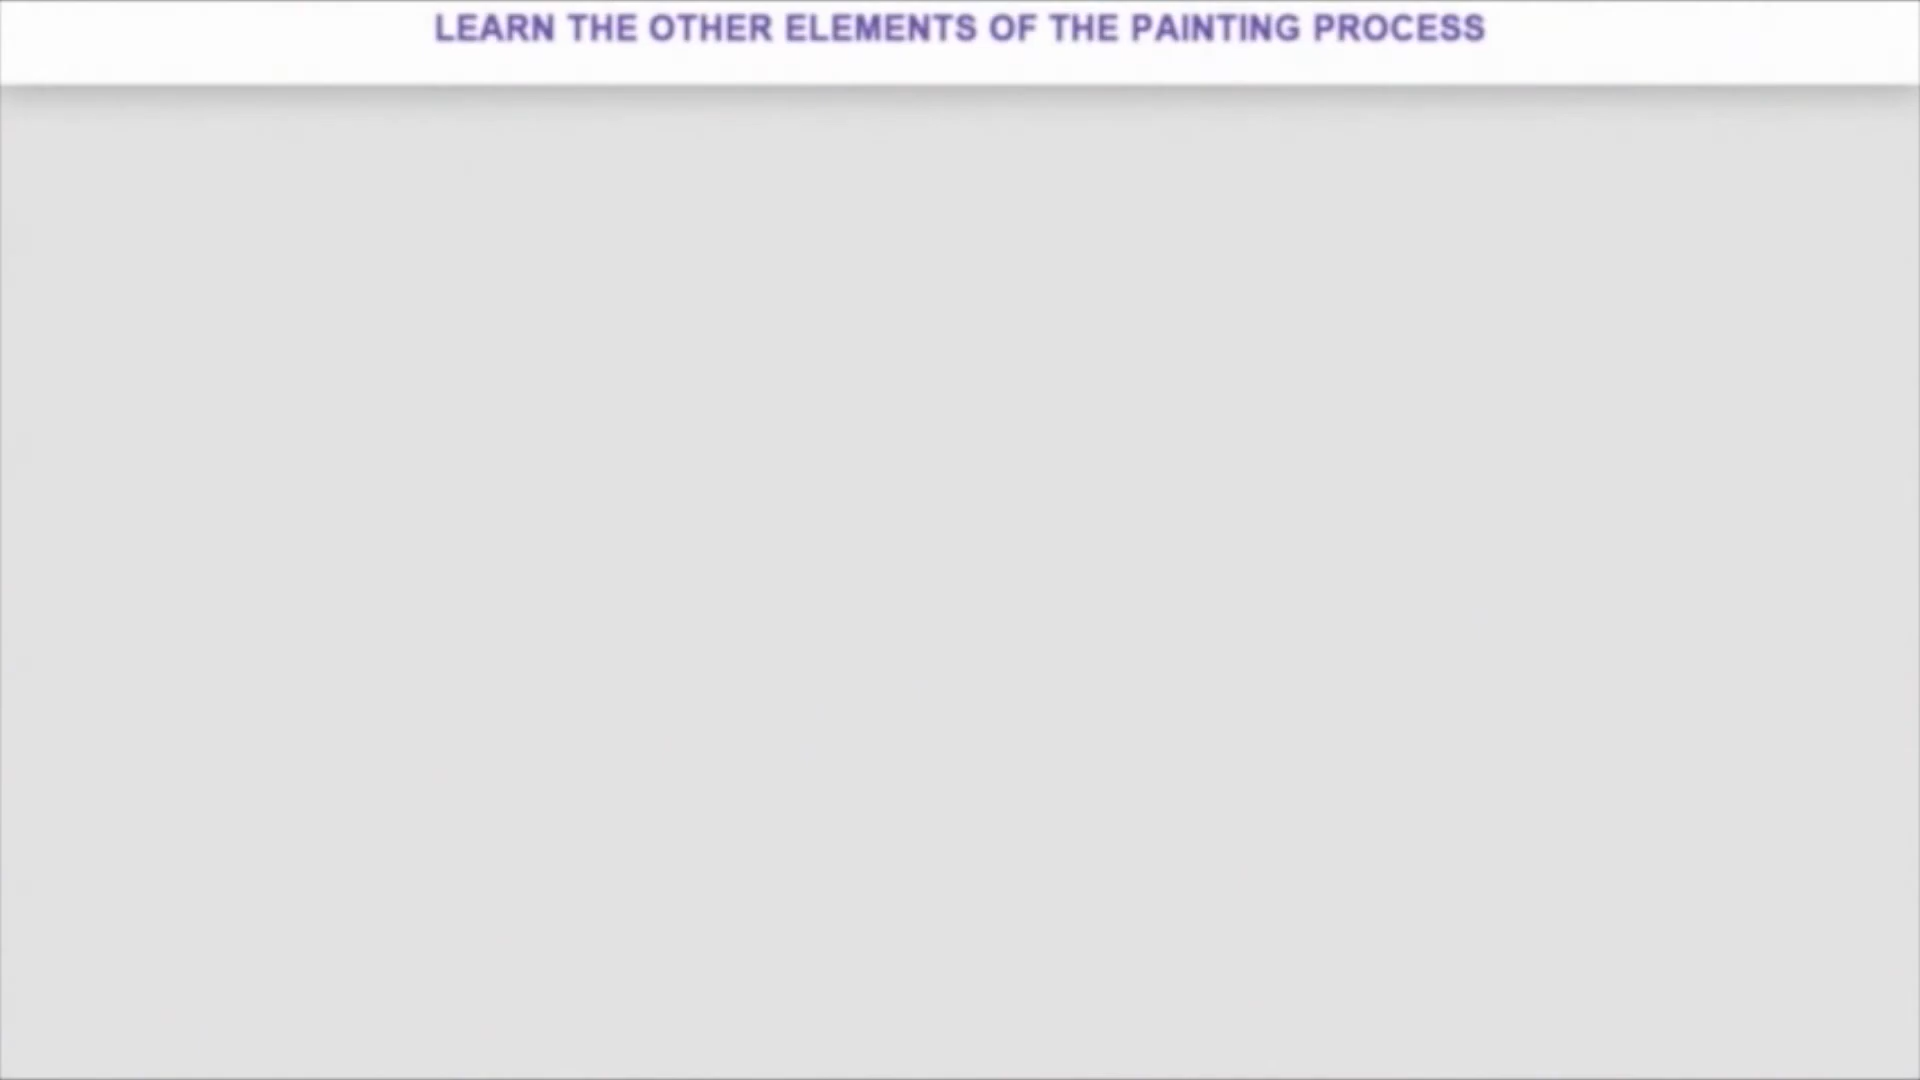 LEARN THE OTHER ELEMENTS OF THE PAINTING PROCESS